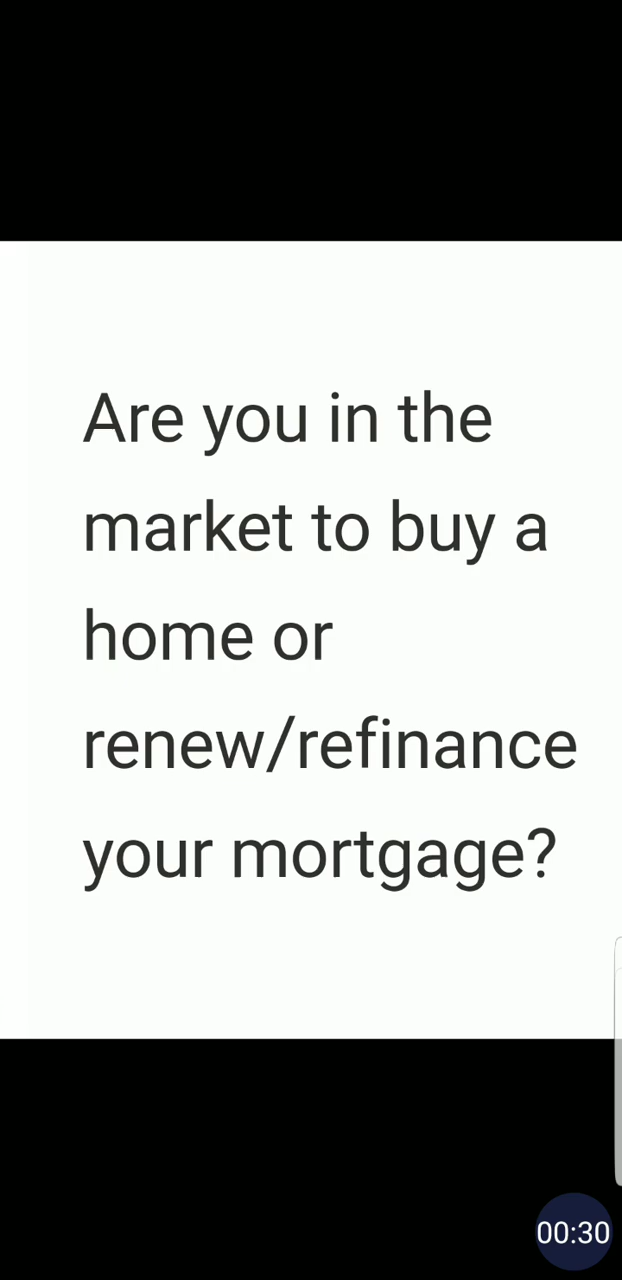 Are you in the
market to buy a
home or
renew/refinance
your mortgage?
00:30